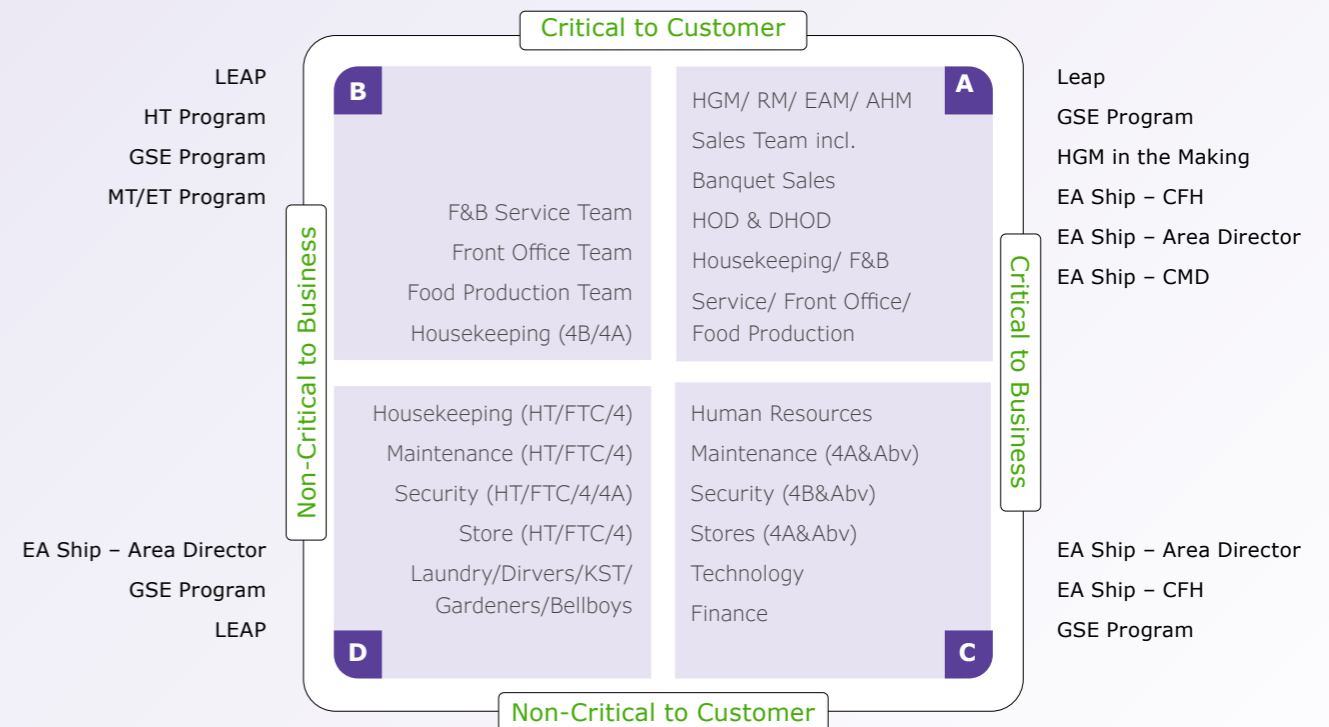 Critical to Customer
LEAP
HT Program
GSE Program
MT/ET Program
B
F&B Service Team
Front Office Team
Food Production Team
Housekeeping (4B/4A)
A
HGM/ RM/ EAM/ AHM
Sales Team incl.
Banquet Sales
HOD & DHOD
Housekeeping/ F&B
Service/ Front Office/
Food Production
Leap
GSE Program
HGM in the Making
EA Ship – CFH
EA Ship – Area Director
EA Ship – CMD
Non-Critical to Business
Critical to Business
EA Ship – Area Director
GSE Program
LEAP
Housekeeping (HT/FTC/4)
Maintenance (HT/FTC/4)
Security (HT/FTC/4/4A)
Store (HT/FTC/4)
Laundry/Dirvers/KST/
Gardeners/Bellboys
D
Human Resources
Maintenance (4A&Abv)
Security (4B&Abv)
Stores (4A&Abv)
Technology
Finance
C
EA Ship – Area Director
EA Ship – CFH
GSE Program
Non-Critical to Customer